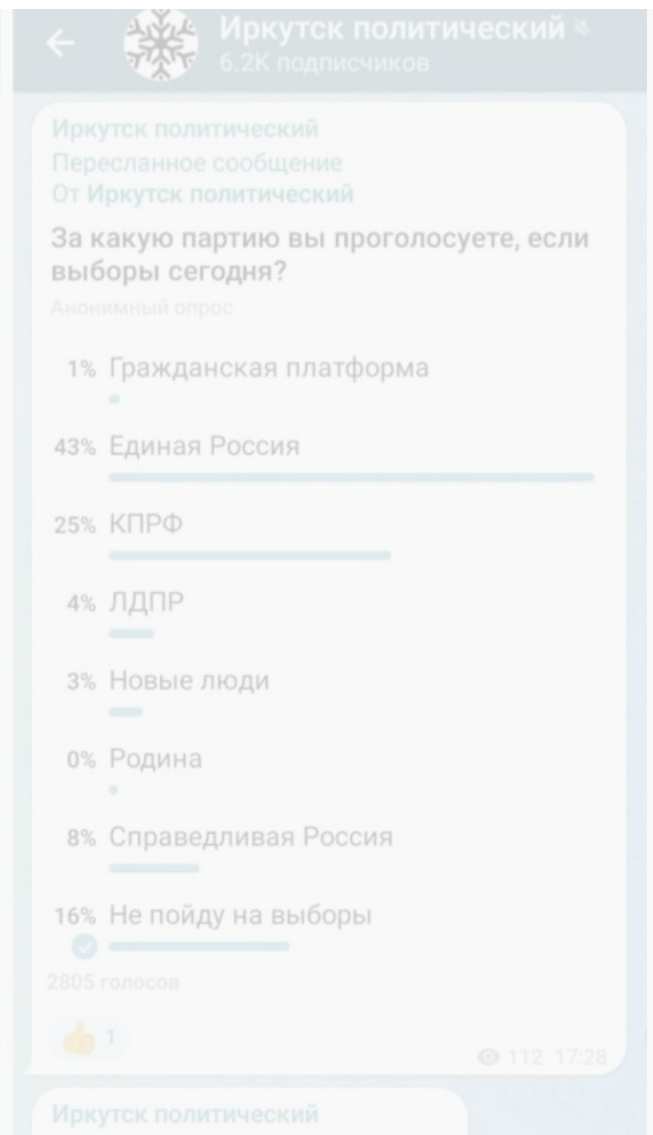 Иркутск политический
6.2K подписчиков
Иркутск политический
Пересланное сообщение
От Иркутск политический
За какую партию вы проголосуете, если
выборы сегодня?
Анонимный опрос
1% Гражданская платформа
43% Единая Россия
25% КПРФ
4% ЛДПР
3% Новые люди
0% Родина
8% Справедливая Россия
16% Не пойду на выборы
2805 голосов
1
112 17:28
Иркутск политический